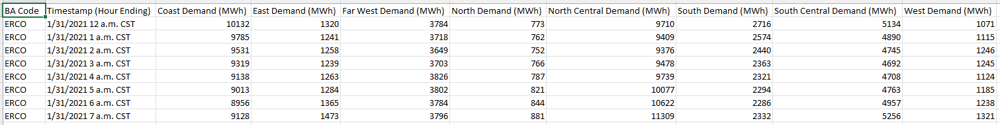 BA Code Timestamp (Hour Ending) Coast Demand (MWh) East Demand (MWh) Far West Demand (MWh) North Demand (MWh) North Central Demand (MWh) South Demand (MWh) South Central Demand (MWh) West Demand (MWh)
ERCO 1/31/2021 12 a.m. CST 10132 1320 3784 773 9710 2716 5134 1071
ERCO 1/31/2021 1 a.m. CST 9785 1241 3718 762 9409 2574 4890 1115
ERCO 1/31/2021 2 a.m. CST 9531 1258 3649 752 9376 2440 4745 1246
ERCO 1/31/2021 3 a.m. CST 9319 1239 3703 766 9478 2363 4692 1245
ERCO 1/31/2021 4 a.m. CST 9138 1263 3826 787 9739 2321 4708 1124
ERCO 1/31/2021 5 a.m. CST 9013 1284 3802 821 10077 2294 4763 1185
ERCO 1/31/2021 6 a.m. CST 8956 1365 3784 844 10622 2286 4957 1238
ERCO 1/31/2021 7 a.m. CST 9128 1473 3796 881 11309 2332 5256 1321